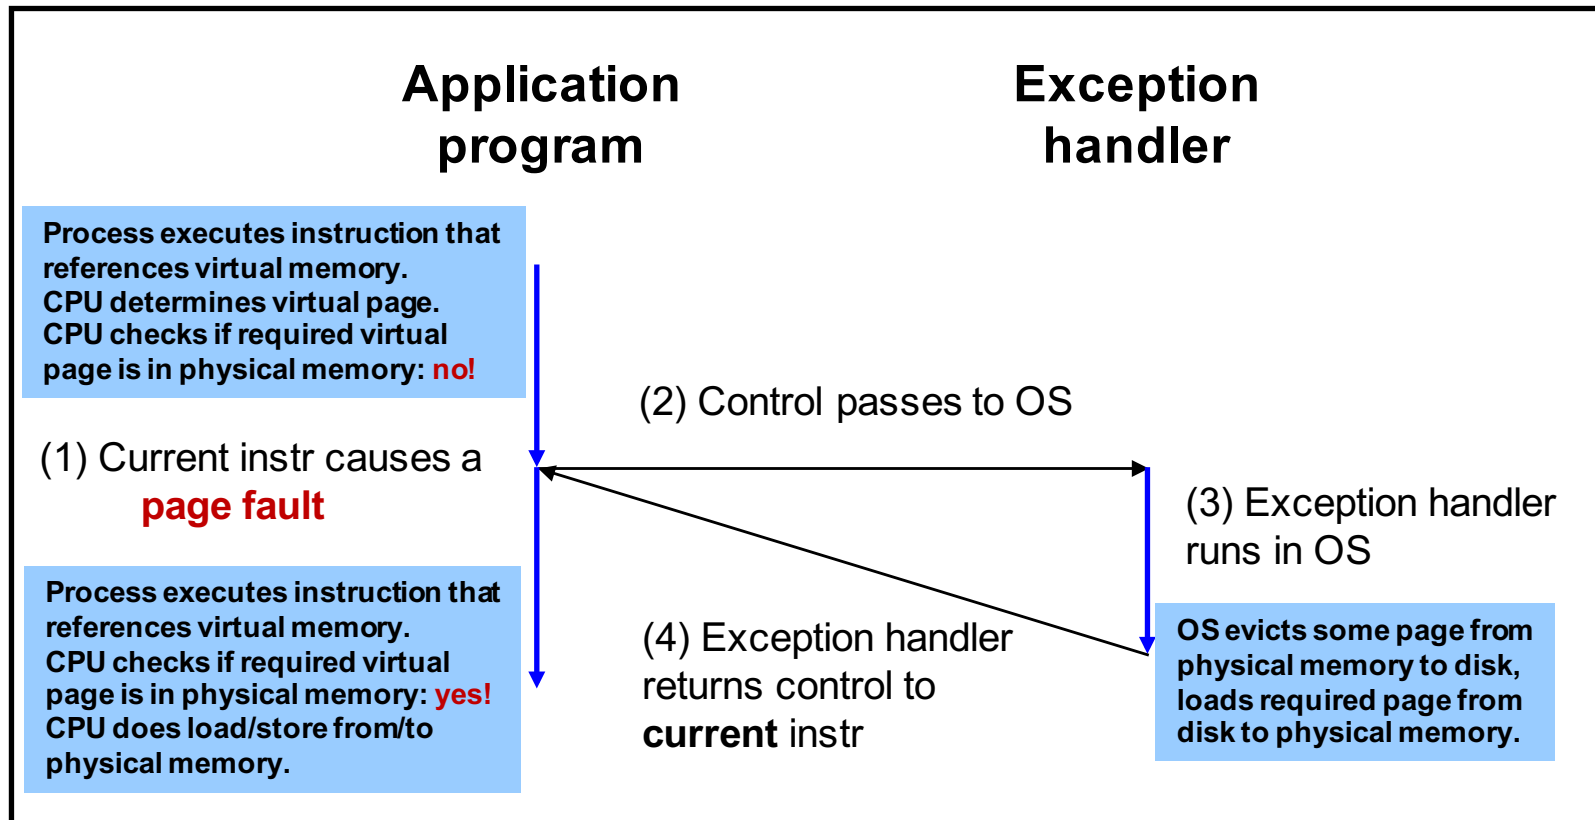 Application
program
Exception
handler
Process executes instruction that
references virtual memory.
CPU determines virtual page.
CPU checks if required virtual
page is in physical memory: no!
(2) Control passes to OS
(1) Current instr causes a
page fault
(3) Exception handler
runs in OS
Process executes instruction that
references virtual memory.
CPU checks if required virtual
page is in physical memory: yes!
CPU does load/store from/to
physical memory.
(4) Exception handler
returns control to
current instr
OS evicts some page from
physical memory to disk,
loads required page from
disk to physical memory.